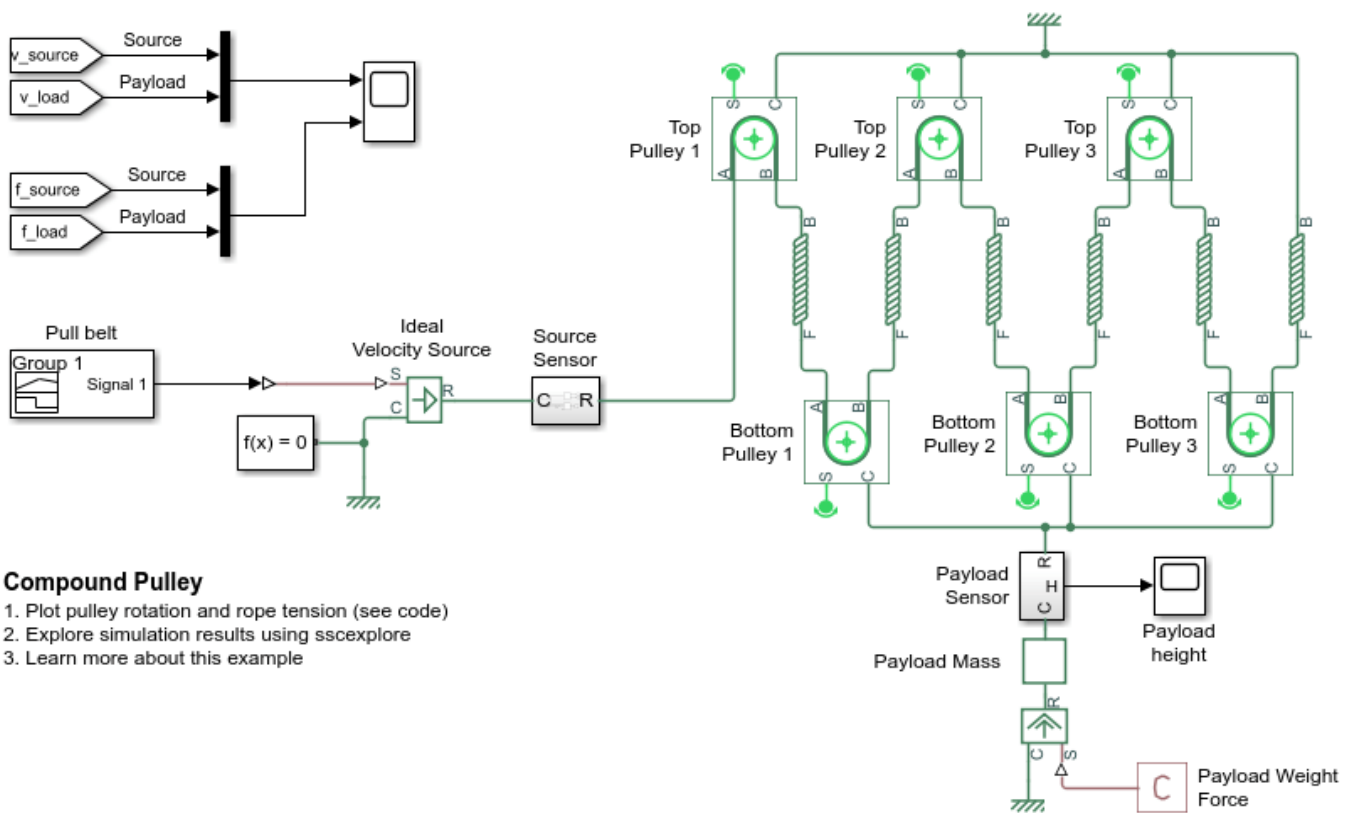 v_source
Source
v_load
Payload
f_source
Source
f_load
Payload
Pull belt
Group 1
Signal 1
f(x) = 0
Ideal
Velocity Source
S
C
R
Source
Sensor
C
R
Top
Pulley 1
S
C
A
B
Top
Pulley 2
S
C
A
B
Top
Pulley 3
S
C
A
B
B
B
B
B
B
B
F
F
F
F
F
F
Bottom
Pulley 1
A
B
S
C
Bottom
Pulley 2
A
B
S
C
Bottom
Pulley 3
A
B
S
C
Payload
Sensor
R
H
C
Payload
height
Payload Mass
R
C
S
C
Payload Weight
Force
Compound Pulley
1. Plot pulley rotation and rope tension (see code)
2. Explore simulation results using sscexplore
3. Learn more about this example